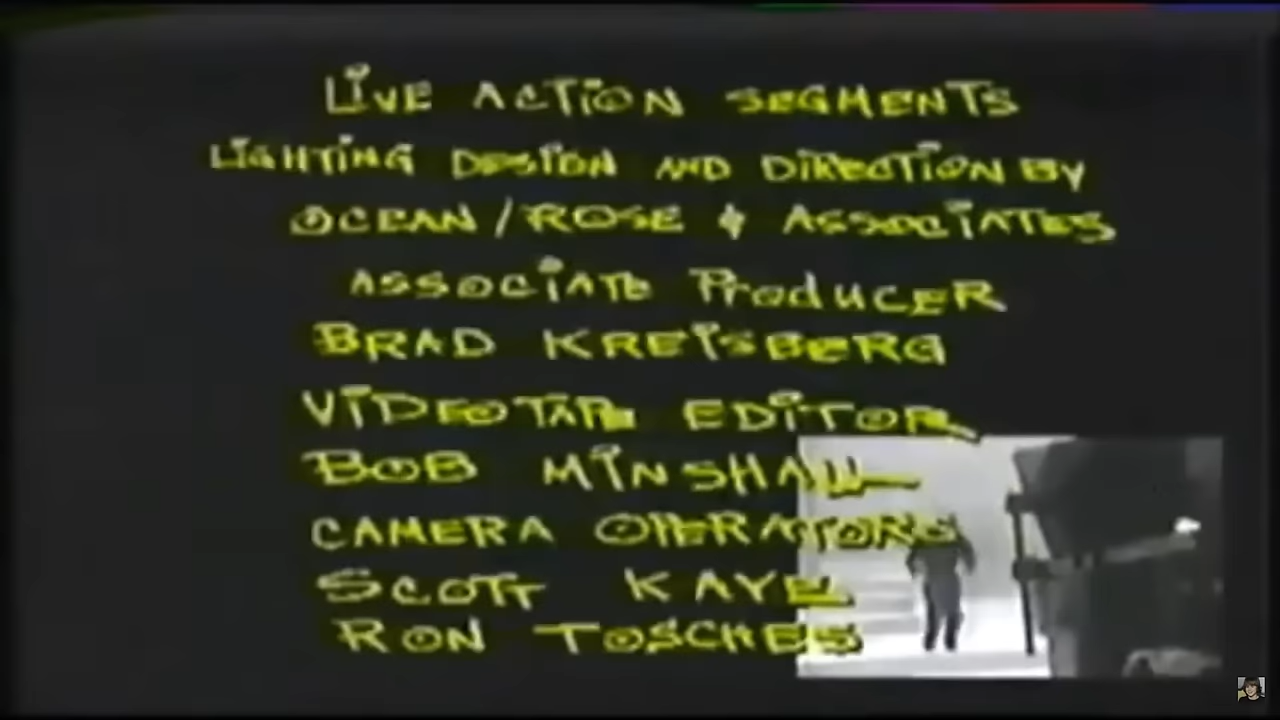 LIVE ACTION SEGMENTS
LIGHTING DESIGN AND DIRECTION BY
OCEAN/ROSE & ASSOCIATES
ASSOCIATE PRODUCER
BRAD KREISBERG
VIDEOTAPE EDITOR
BOB MINSHALL
CAMERA OPERATORS
SCOTT KAYE
RON TOSCHES